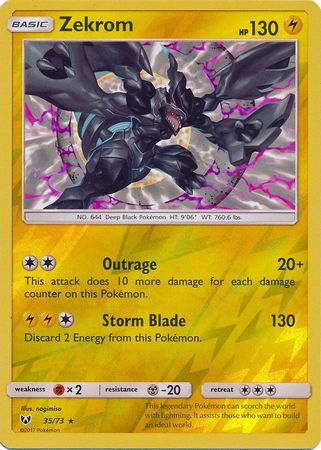 BASIC Zekrom HP 130
NO. 644 Deep Black Pokémon HT: 9'06" WT: 760.6 lbs.
Outrage 20+
This attack does 10 more damage for each damage
counter on this Pokémon.
Storm Blade 130
Discard 2 Energy from this Pokémon.
weakness × 2 resistance -20 retreat
Illus. nagimiso
35/73 ★
©2017 Pokémon
This legendary Pokémon can scorch the world
with lightning. It assists those who want to
build an ideal world.